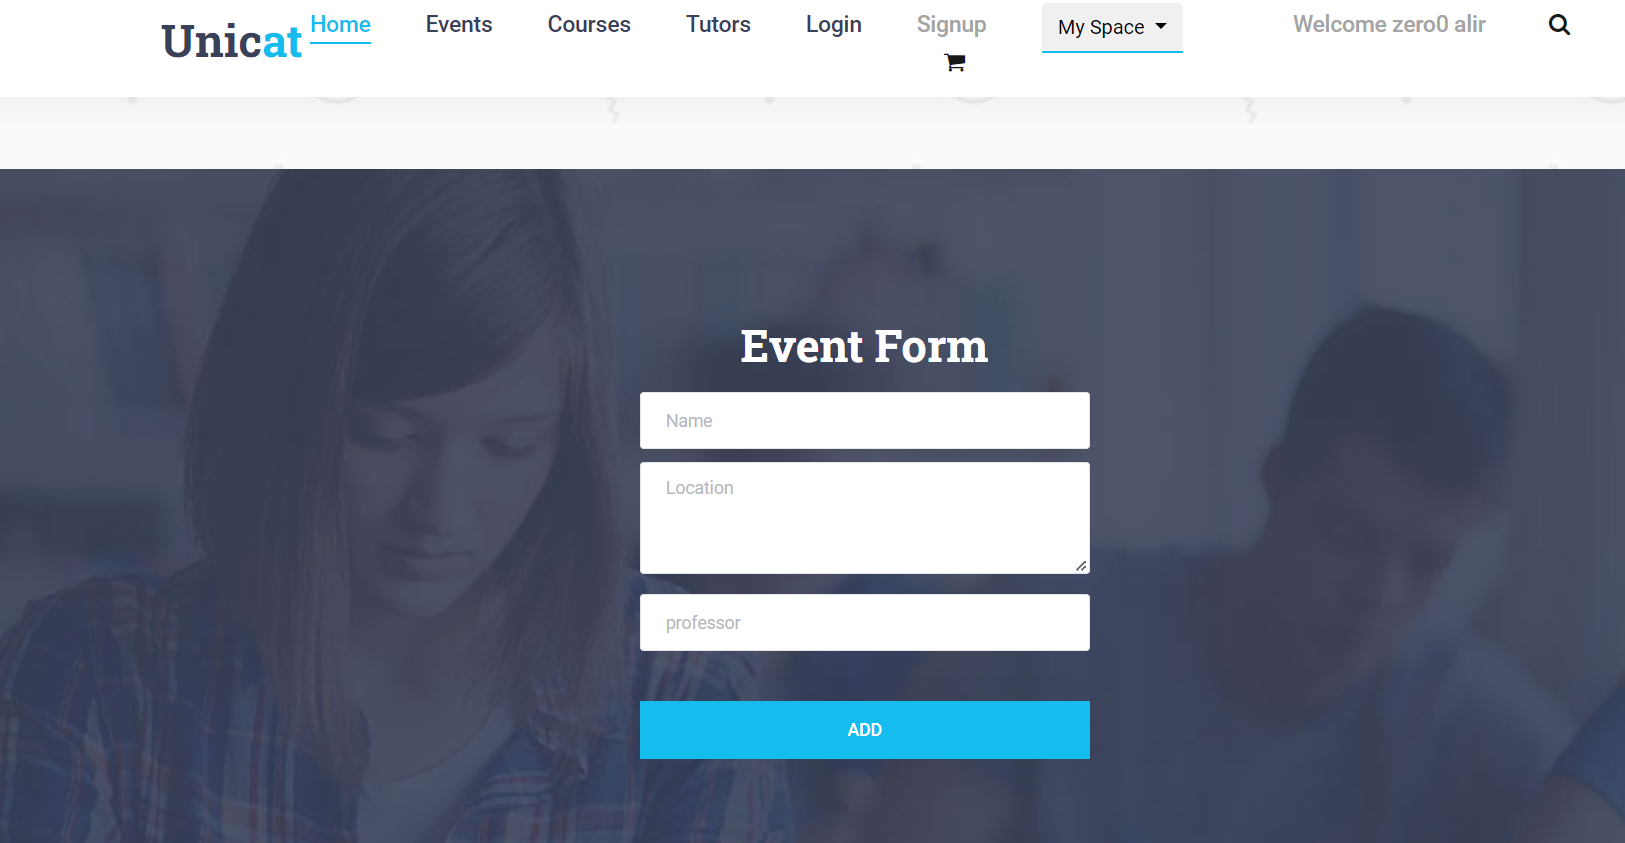 Unicat
Home
Events
Courses
Tutors
Login
Signup
My Space
Welcome zero0 alir
Event Form
Name
Location
professor
ADD